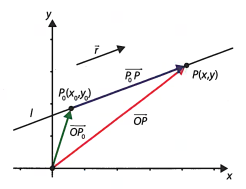 y
r⃗
P₀(x₀,y₀)
P₀P⃗
P(x,y)
l
OP₀⃗
OP⃗
x